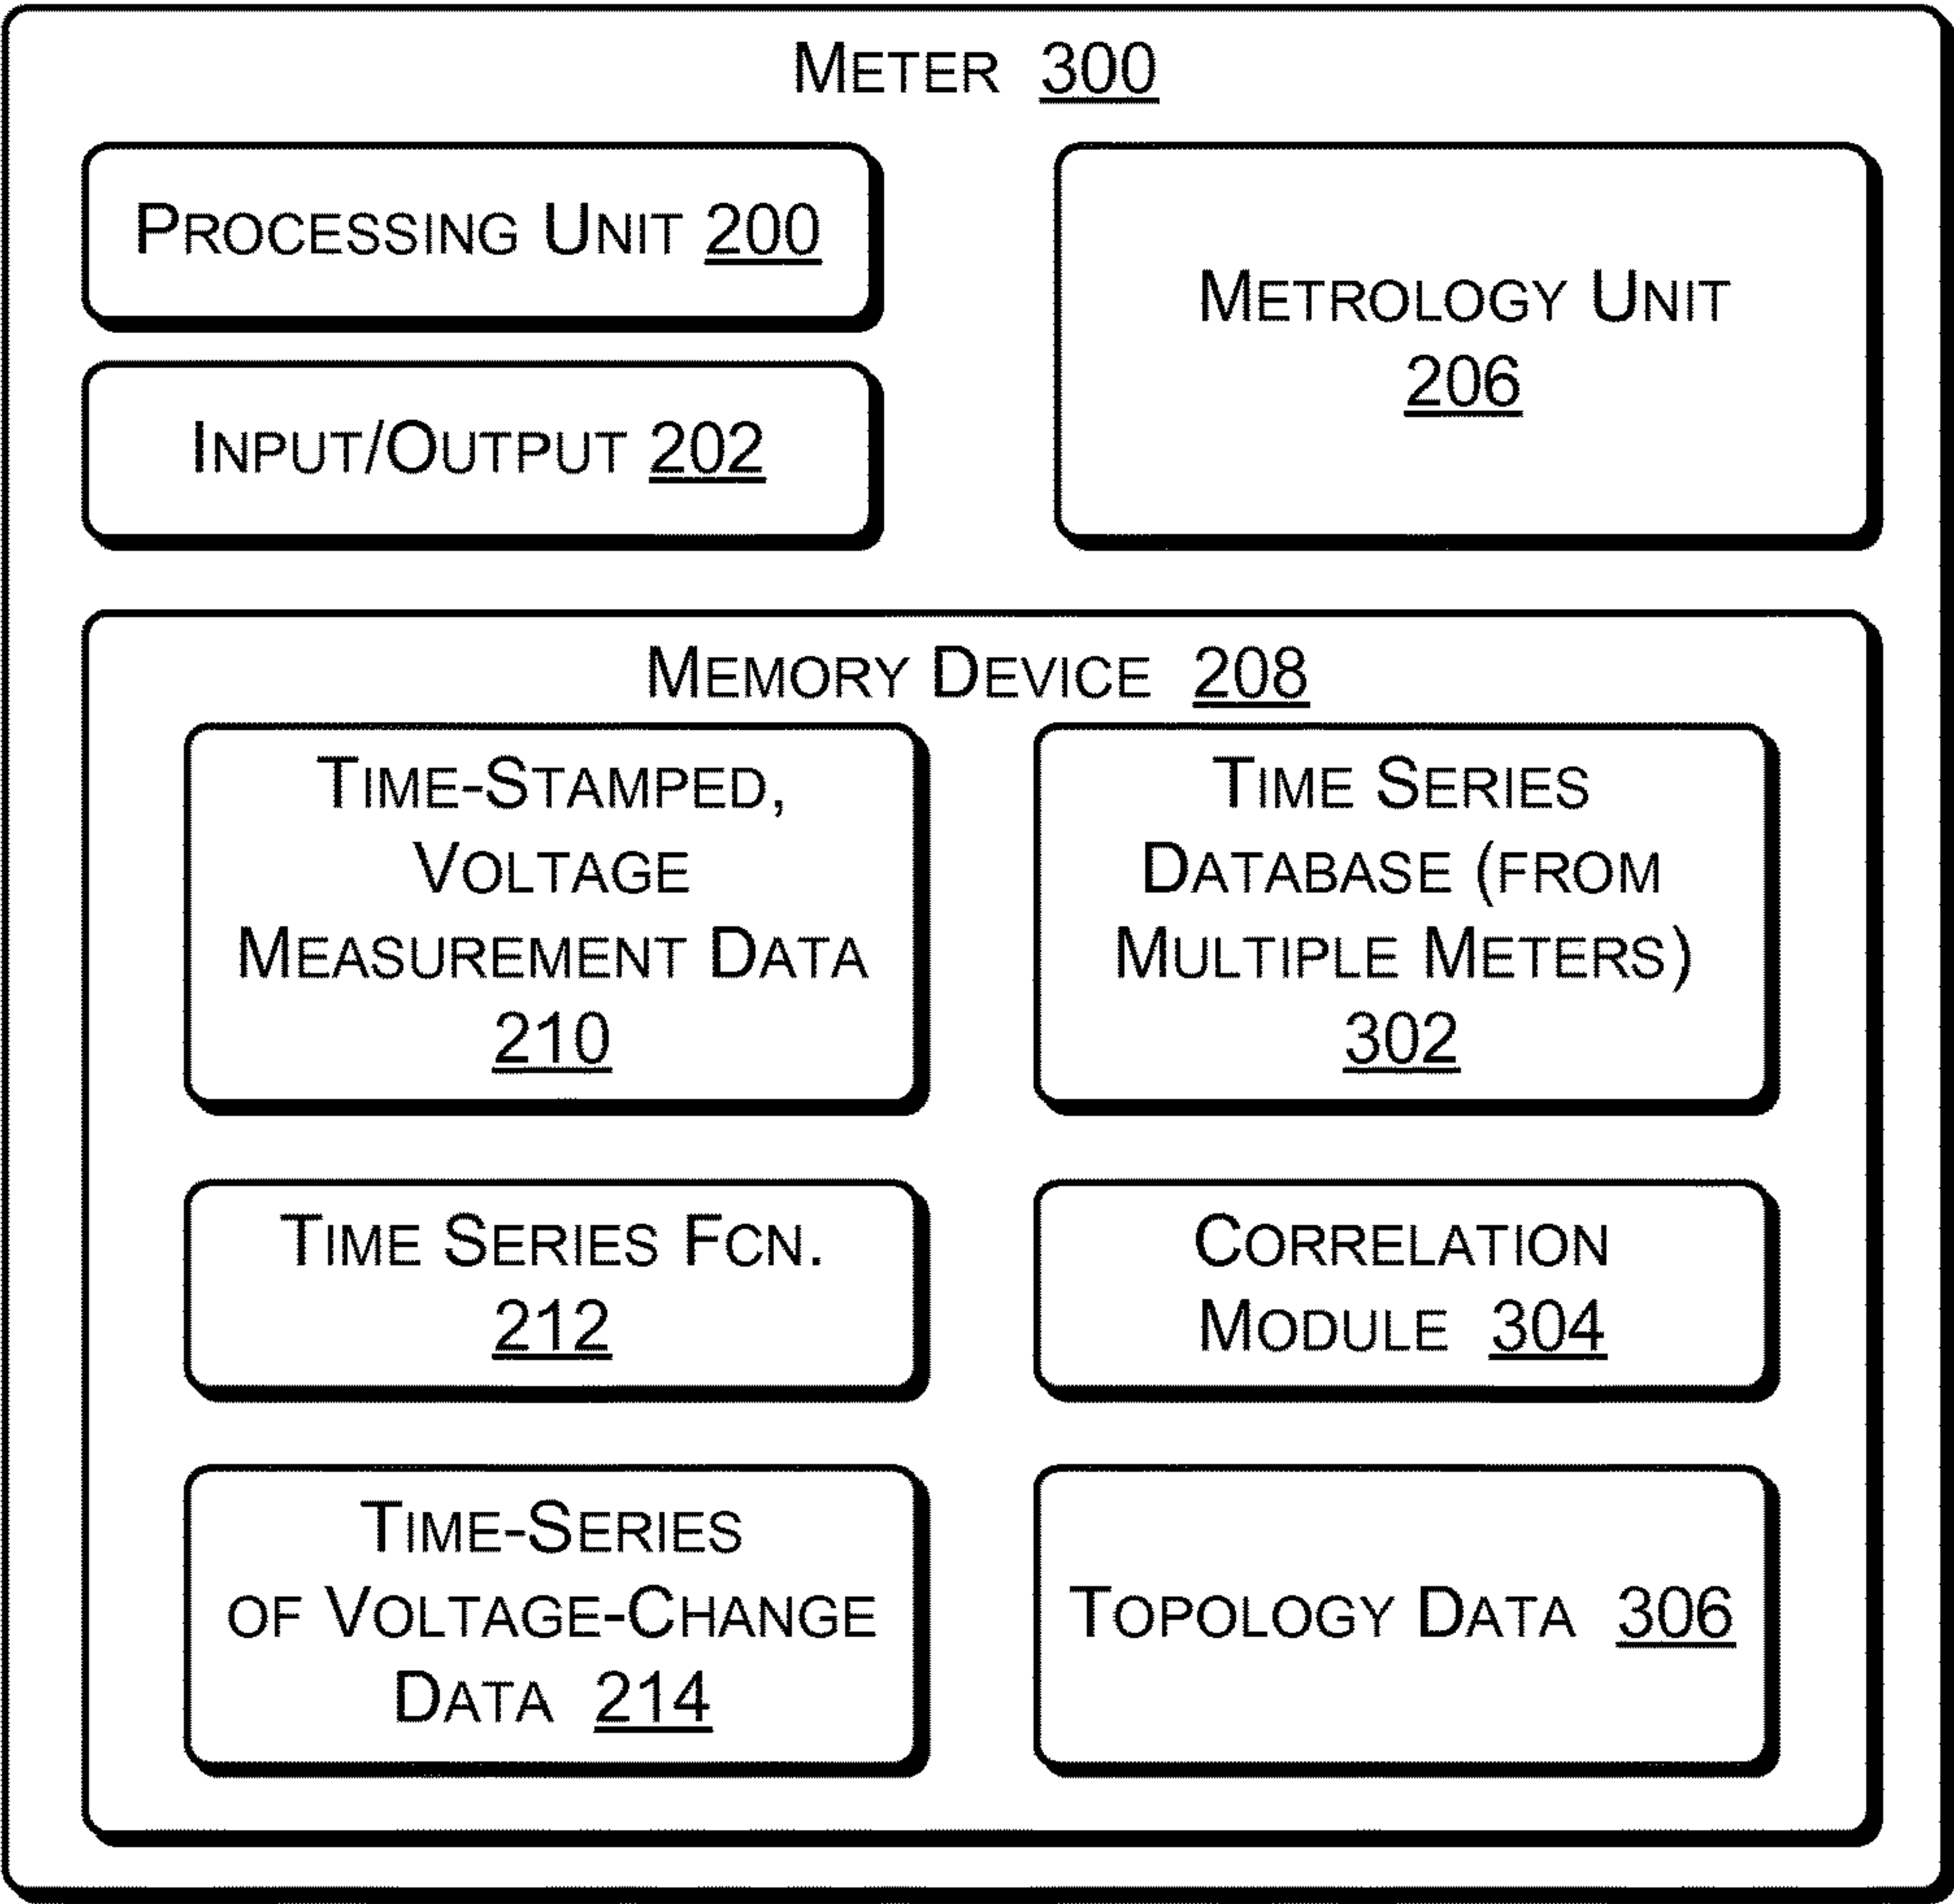 METER 300
PROCESSING UNIT 200
INPUT/OUTPUT 202
METROLOGY UNIT
206
MEMORY DEVICE 208
TIME-STAMPED,
VOLTAGE
MEASUREMENT DATA
210
TIME SERIES
DATABASE (FROM
MULTIPLE METERS)
302
TIME SERIES FCN.
212
CORRELATION
MODULE 304
TIME-SERIES
OF VOLTAGE-CHANGE
DATA 214
TOPOLOGY DATA 306